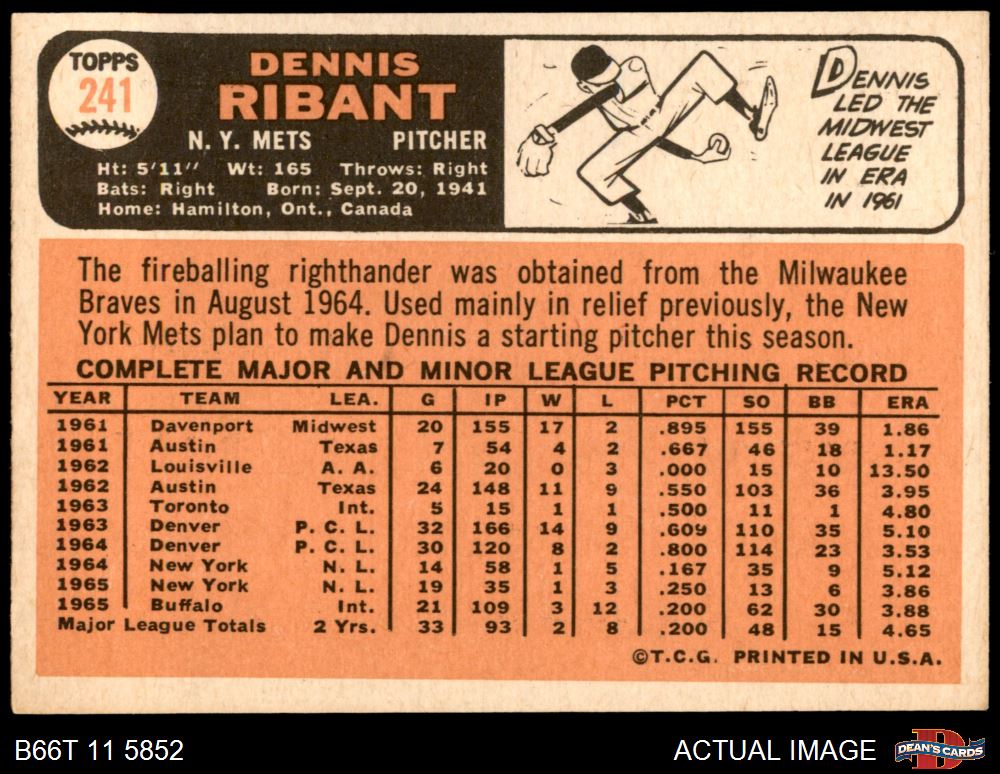 TOPPS
241
DENNIS
RIBANT
N. Y. METS PITCHER
Ht: 5'11" Wt: 165 Throws: Right
Bats: Right Born: Sept. 20, 1941
Home: Hamilton, Ont., Canada
DENNIS
LED THE
MIDWEST
LEAGUE
IN ERA
IN 1961
The fireballing righthander was obtained from the Milwaukee
Braves in August 1964. Used mainly in relief previously, the New
York Mets plan to make Dennis a starting pitcher this season.
COMPLETE MAJOR AND MINOR LEAGUE PITCHING RECORD
YEAR TEAM LEA. G IP W L PCT SO BB ERA
1961 Davenport Midwest 20 155 17 2 .895 155 39 1.86
1961 Austin Texas 7 54 4 2 .667 46 18 1.17
1962 Louisville A. A. 6 20 0 3 .000 15 10 13.50
1962 Austin Texas 24 148 11 9 .550 103 36 3.95
1963 Toronto Int. 5 15 1 1 .500 11 1 4.80
1963 Denver P. C. L. 32 166 14 9 .609 110 35 5.10
1964 Denver P. C. L. 30 120 8 2 .800 114 23 3.53
1964 New York N. L. 14 58 1 5 .167 35 9 5.12
1965 New York N. L. 19 35 1 3 .250 13 6 3.86
1965 Buffalo Int. 21 109 3 12 .200 62 30 3.88
Major League Totals 2 Yrs. 33 93 2 8 .200 48 15 4.65
©T.C.G. PRINTED IN U.S.A.
B66T 11 5852 ACTUAL IMAGE
D
DEAN'S CARDS